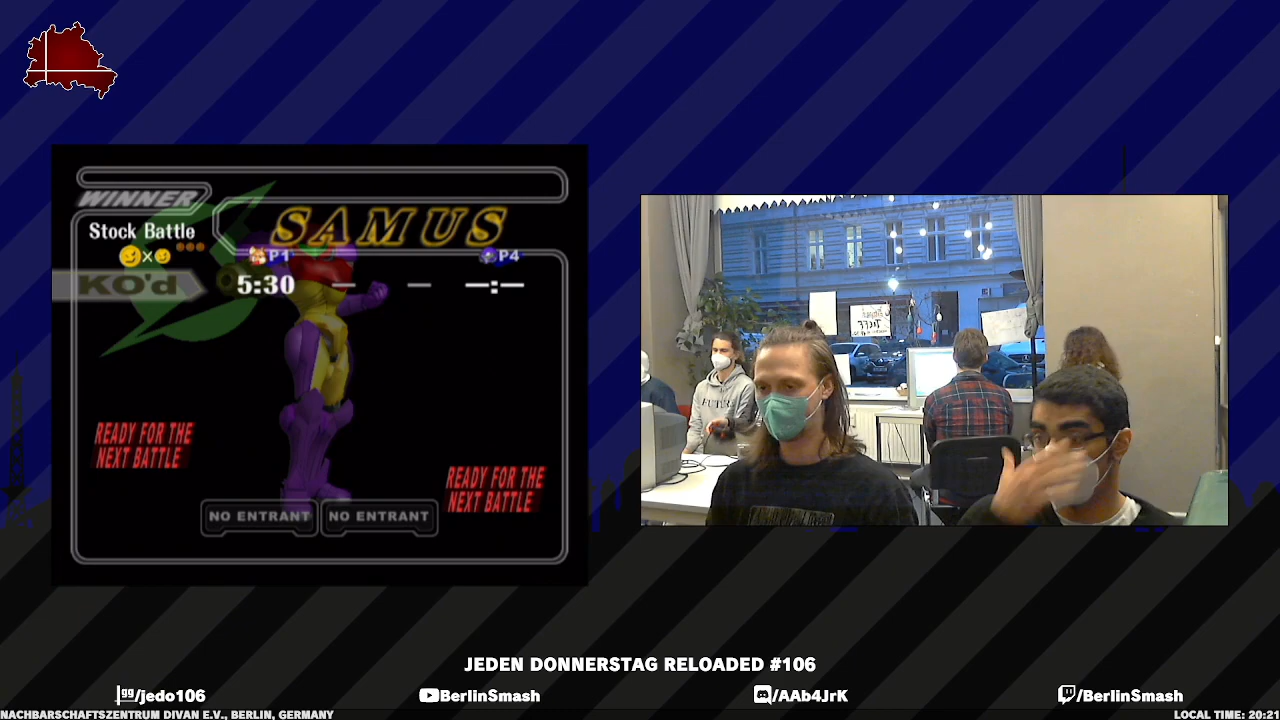 WINNER
SAMUS
Stock Battle
P1
P4
KO'd
5:30
READY FOR THE
NEXT BATTLE
READY FOR THE
NEXT BATTLE
NO ENTRANT
NO ENTRANT
JEDEN DONNERSTAG RELOADED #106
gg/jedo106
BerlinSmash
/AAb4JrK
/BerlinSmash
NACHBARSCHAFTSZENTRUM DIVAN E.V., BERLIN, GERMANY
LOCAL TIME: 20:21